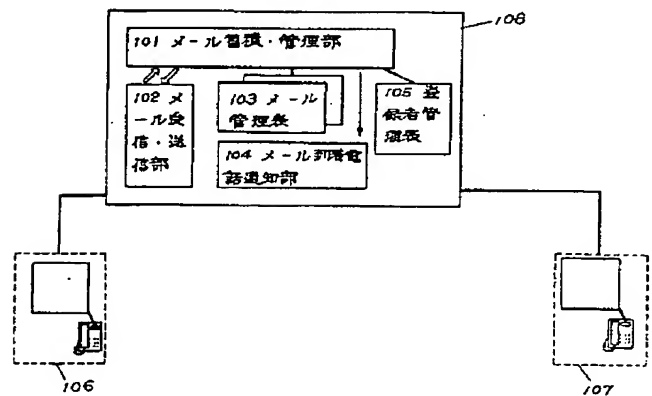 108
101 メール蓄積・管理部
102 メ
ール受
信・送
信部
103 メール
管理表
105 登
録者管
理表
104 メール到着電
話通知部
106
107